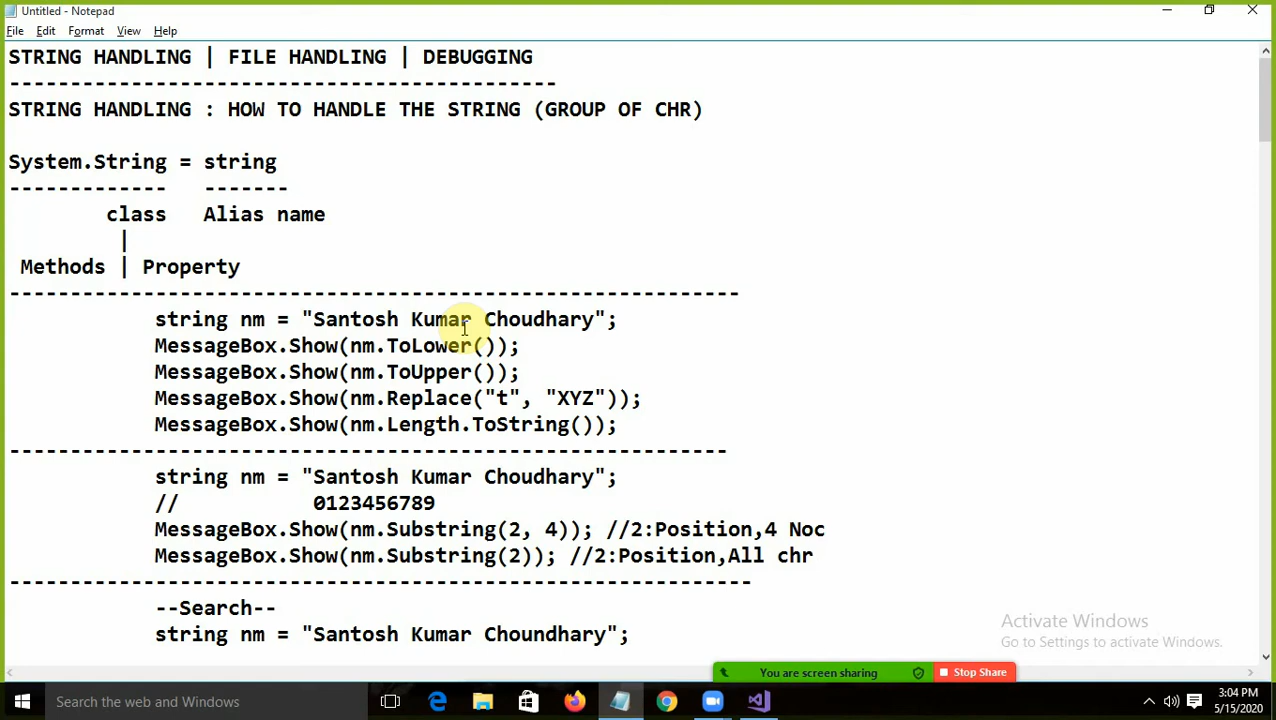 Untitled - Notepad
File Edit Format View Help
STRING HANDLING | FILE HANDLING | DEBUGGING
---------------------------------------------
STRING HANDLING : HOW TO HANDLE THE STRING (GROUP OF CHR)
System.String = string
------------- -------
class Alias name
|
Methods | Property
------------------------------------------------------------
string nm = "Santosh Kumar Choudhary";
MessageBox.Show(nm.ToLower());
MessageBox.Show(nm.ToUpper());
MessageBox.Show(nm.Replace("t", "XYZ"));
MessageBox.Show(nm.Length.ToString());
-----------------------------------------------------------
string nm = "Santosh Kumar Choudhary";
// 0123456789
MessageBox.Show(nm.Substring(2, 4)); //2:Position,4 Noc
MessageBox.Show(nm.Substring(2)); //2:Position,All chr
-------------------------------------------------------------
--Search--
string nm = "Santosh Kumar Choundhary";
Activate Windows
Go to Settings to activate Windows.
You are screen sharing Stop Share
Search the web and Windows
3:04 PM
5/15/2020